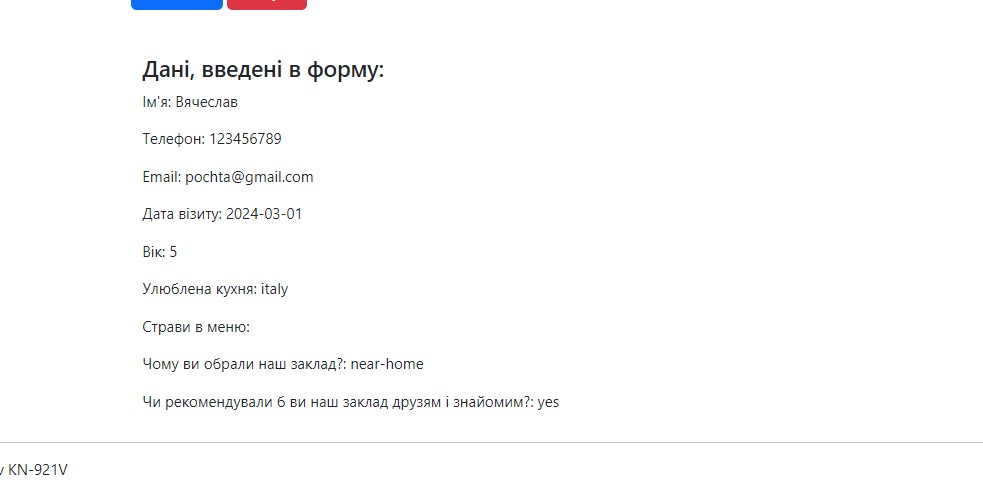 Дані, введені в форму:
Ім'я: Вячеслав
Телефон: 123456789
Email: pochta@gmail.com
Дата візиту: 2024-03-01
Вік: 5
Улюблена кухня: italy
Страви в меню:
Чому ви обрали наш заклад?: near-home
Чи рекомендували б ви наш заклад друзям і знайомим?: yes
KN-921V